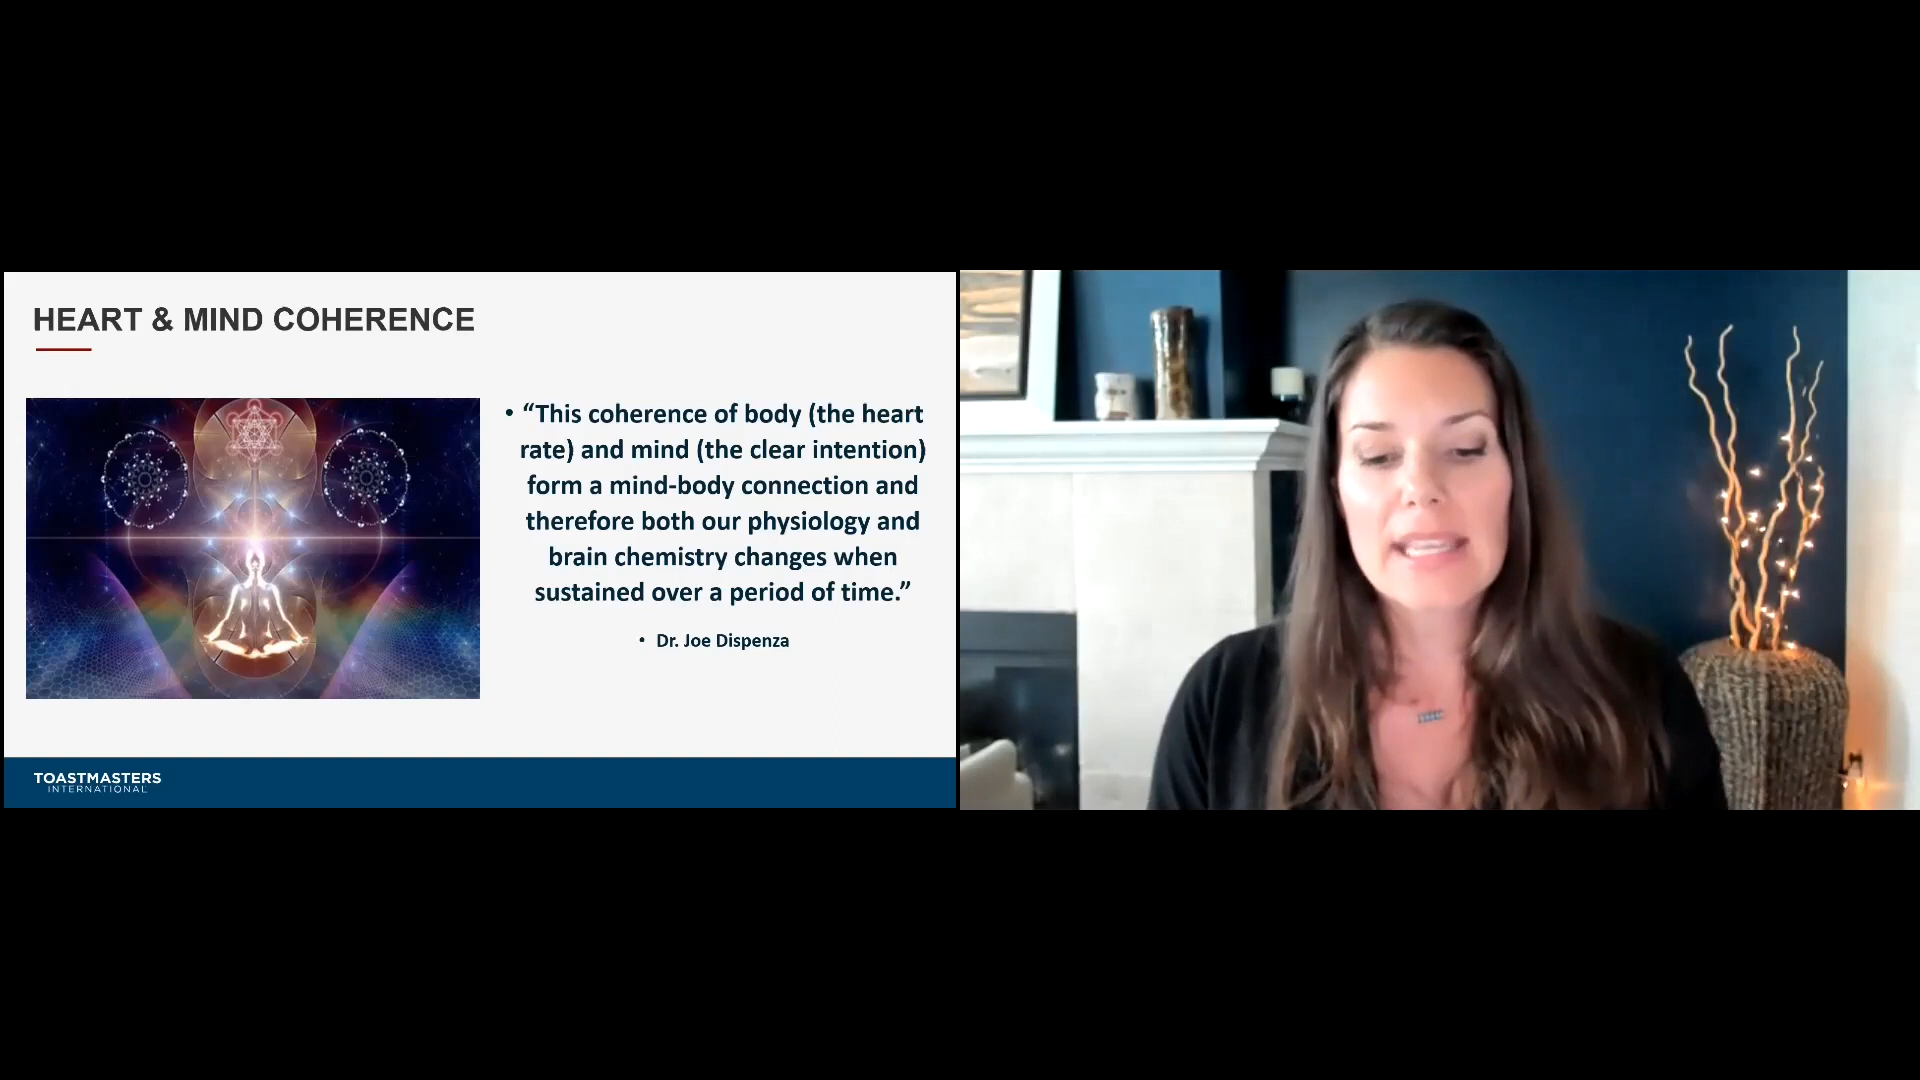 HEART & MIND COHERENCE
• “This coherence of body (the heart
rate) and mind (the clear intention)
form a mind-body connection and
therefore both our physiology and
brain chemistry changes when
sustained over a period of time.”
• Dr. Joe Dispenza
TOASTMASTERS
INTERNATIONAL